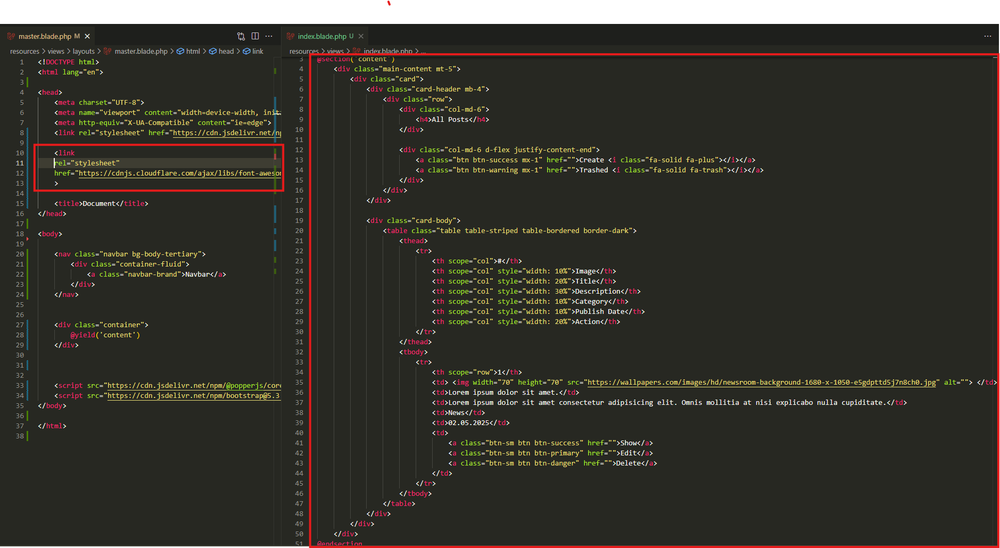 master.blade.php M
resources > views > layouts > master.blade.php > html > head > link
1 <!DOCTYPE html>
2 <html lang="en">
3
4 <head>
5 <meta charset="UTF-8">
6 <meta name="viewport" content="width=device-width,
7 <meta http-equiv="X-UA-Compatible" content="ie=edge">
8 <link rel="stylesheet" href="https://cdn.jsdelivr.net/
9
10 <link
11 rel="stylesheet"
12 href="https://cdnjs.cloudflare.com/ajax/libs/font-aweso
13 >
14
15 <title>Document</title>
16 </head>
17
18 <body>
19
20 <nav class="navbar bg-body-tertiary">
21 <div class="container-fluid">
22 <a class="navbar-brand">Navbar</a>
23 </div>
24 </nav>
25
26
27 <div class="container">
28 @yield('content')
29 </div>
30
31
32
33 <script src="https://cdn.jsdelivr.net/npm/@popperjs/core
34 <script src="https://cdn.jsdelivr.net/npm/bootstrap@5.3
35 </body>
36
37 </html>
38
index.blade.php U
resources > views > index.blade.php > ...
3 @section('content')
4 <div class="main-content mt-5">
5 <div class="card">
6 <div class="card-header mb-4">
7 <div class="row">
8 <div class="col-md-6">
9 <h4>All Posts</h4>
10 </div>
11
12 <div class="col-md-6 d-flex justify-content-end">
13 <a class="btn btn-success mx-1" href="">Create <i class="fa-solid fa-plus"></i></a>
14 <a class="btn btn-warning mx-1" href="">Trashed <i class="fa-solid fa-trash"></i></a>
15 </div>
16 </div>
17 </div>
18
19 <div class="card-body">
20 <table class="table table-striped table-bordered border-dark">
21 <thead>
22 <tr>
23 <th scope="col">#</th>
24 <th scope="col" style="width: 10%">Image</th>
25 <th scope="col" style="width: 20%">Title</th>
26 <th scope="col" style="width: 30%">Description</th>
27 <th scope="col" style="width: 10%">Category</th>
28 <th scope="col" style="width: 10%">Publish Date</th>
29 <th scope="col" style="width: 20%">Action</th>
30 </tr>
31 </thead>
32 <tbody>
33 <tr>
34 <th scope="row">1</th>
35 <td> <img width="70" height="70" src="https://wallpapers.com/images/hd/newsroom-background-1680-x-1050-e5gdpttd5j7n8ch0.jpg" alt=""> </td>
36 <td>Lorem ipsum dolor sit amet.</td>
37 <td>Lorem ipsum dolor sit amet consectetur adipisicing elit. Omnis mollitia at nisi explicabo nulla cupiditate.</td>
38 <td>News</td>
39 <td>02.05.2025</td>
40 <td>
41 <a class="btn-sm btn btn-success" href="">Show</a>
42 <a class="btn-sm btn btn-primary" href="">Edit</a>
43 <a class="btn-sm btn btn-danger" href="">Delete</a>
44 </td>
45 </tr>
46 </tbody>
47 </table>
48 </div>
49 </div>
50 </div>
51 @endsection